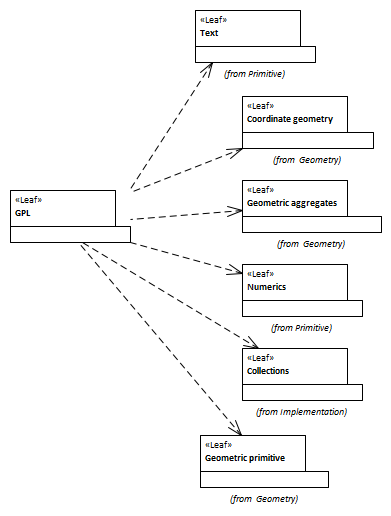 «Leaf»
Text
(from Primitive)
«Leaf»
Coordinate geometry
(from Geometry)
«Leaf»
GPL
«Leaf»
Geometric aggregates
(from Geometry)
«Leaf»
Numerics
(from Primitive)
«Leaf»
Collections
(from Implementation)
«Leaf»
Geometric primitive
(from Geometry)